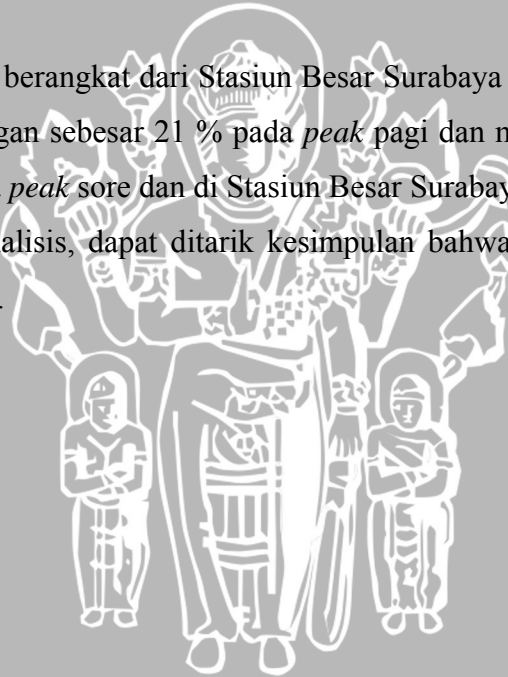 berangkat dari Stasiun Besar Surabaya
gan sebesar 21 % pada peak pagi dan
peak sore dan di Stasiun Besar
alisis, dapat ditarik kesimpulan bahwa